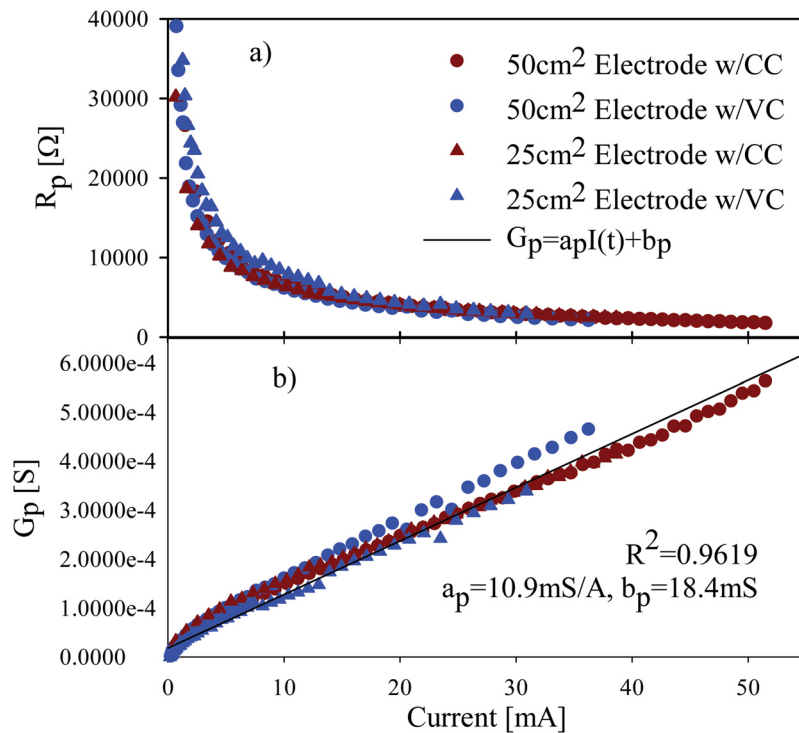 40000
a)
50cm² Electrode w/CC
30000
50cm² Electrode w/VC
25cm² Electrode w/CC
Rp [Ω]
20000
25cm² Electrode w/VC
Gp=apI(t)+bp
10000
0
6.0000e-4
b)
5.0000e-4
4.0000e-4
Gp [S]
3.0000e-4
2.0000e-4
R²=0.9619
ap=10.9mS/A, bp=18.4mS
1.0000e-4
0.0000
0 10 20 30 40 50
Current [mA]